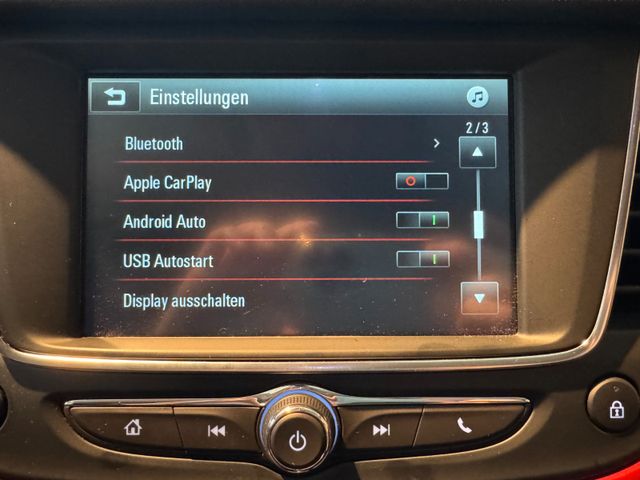 Einstellungen
2/3
Bluetooth
Apple CarPlay
Android Auto
USB Autostart
Display ausschalten